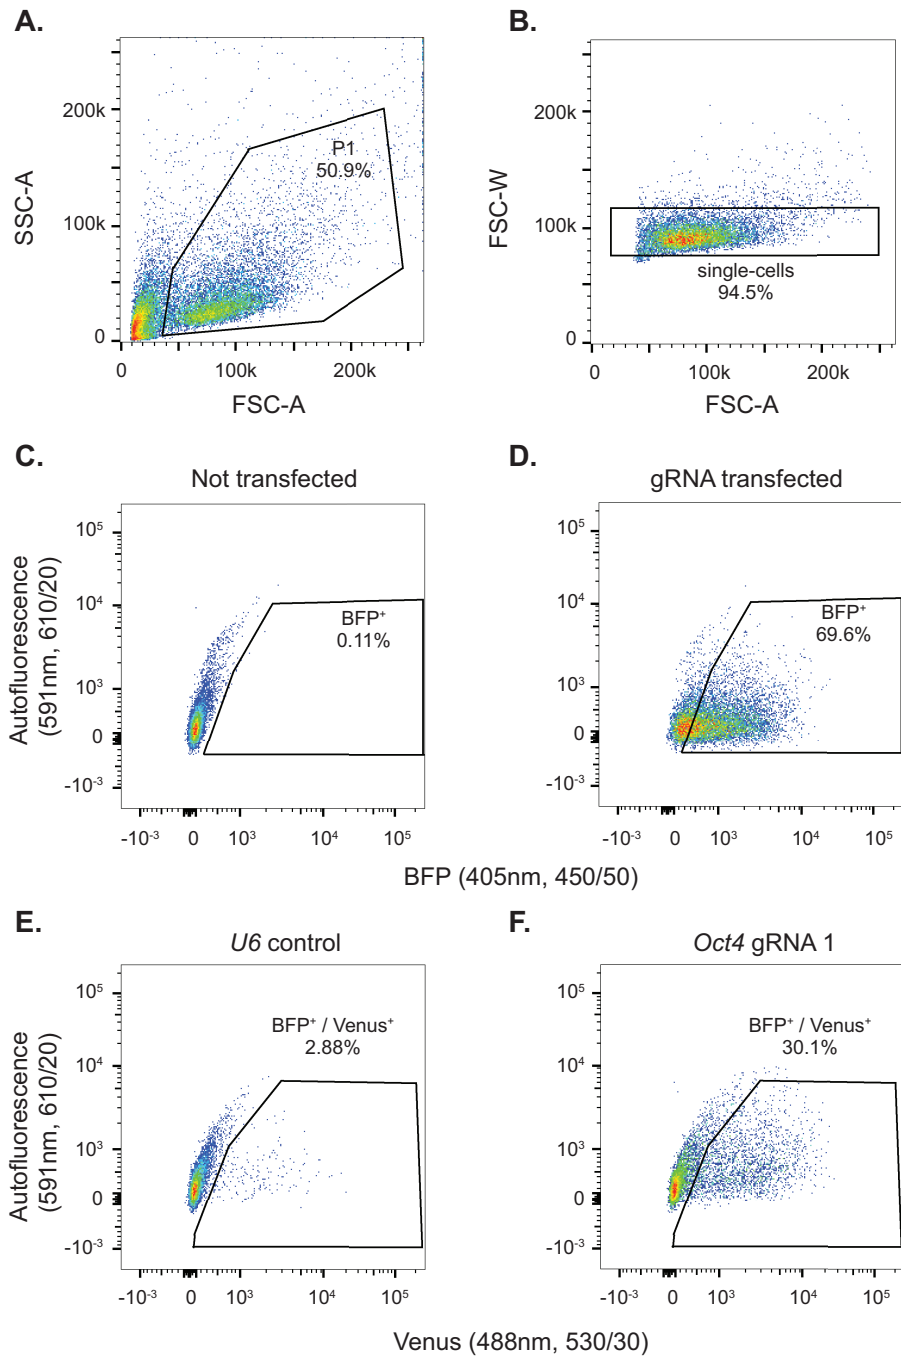 A.
SSC-A
200k
100k
0
P1
50.9%
0 100k 200k
FSC-A
B.
FSC-W
200k
100k
0
single-cells
94.5%
0 100k 200k
FSC-A
C.
Not transfected
Autofluorescence
(591nm, 610/20)
10⁵
10⁴
10³
0
-10⁻³
BFP⁺
0.11%
-10⁻³ 0 10³ 10⁴ 10⁵
D.
gRNA transfected
10⁵
10⁴
10³
0
-10⁻³
BFP⁺
69.6%
-10⁻³ 0 10³ 10⁴ 10⁵
BFP (405nm, 450/50)
E.
U6 control
Autofluorescence
(591nm, 610/20)
10⁵
10⁴
10³
0
-10⁻³
BFP⁺ / Venus⁺
2.88%
-10⁻³ 0 10³ 10⁴ 10⁵
F.
Oct4 gRNA 1
10⁵
10⁴
10³
0
-10⁻³
BFP⁺ / Venus⁺
30.1%
-10⁻³ 0 10³ 10⁴ 10⁵
Venus (488nm, 530/30)